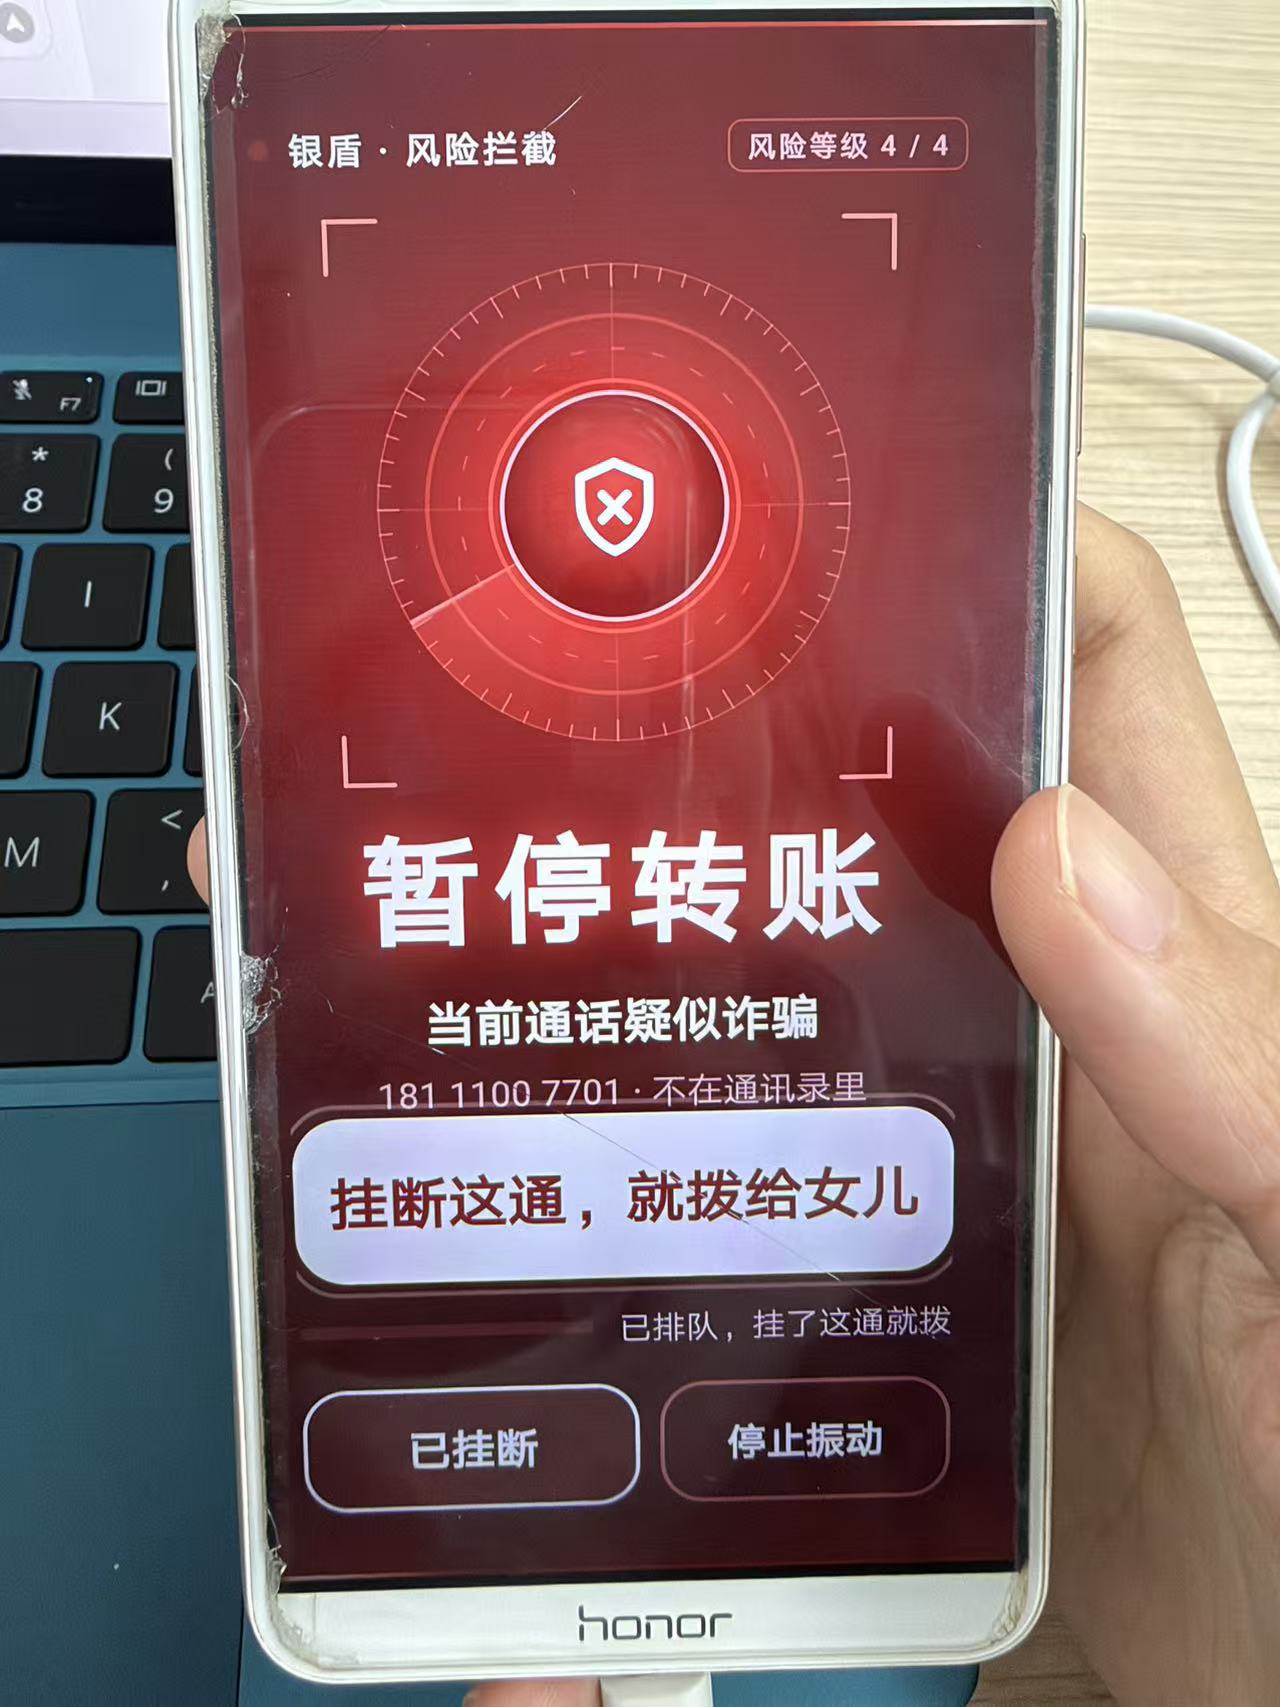 银盾 · 风险拦截
风险等级 4 / 4
暂停转账
当前通话疑似诈骗
181 1100 7701 · 不在通讯录里
挂断这通，就拨给女儿
已排队，挂了这通就拨
已挂断
停止振动
honor
F7
*
8
(
9
I
K
M
<
,
A